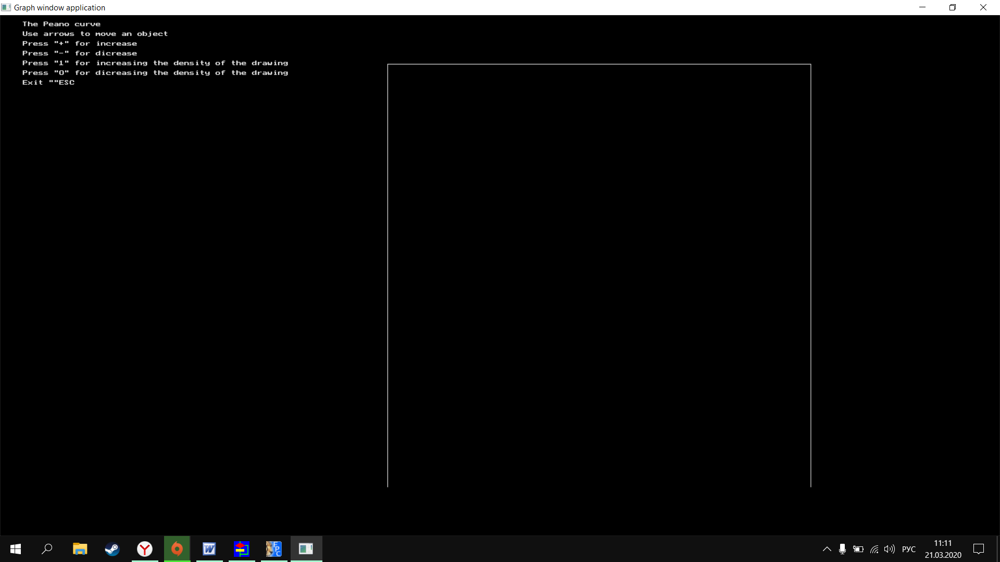 Graph window application
The Peano curve
Use arrows to move an object
Press "+" for increase
Press "-" for dicrease
Press "1" for increasing the density of the drawing
Press "0" for dicreasing the density of the drawing
Exit ""ESC
РУС
11:11
21.03.2020